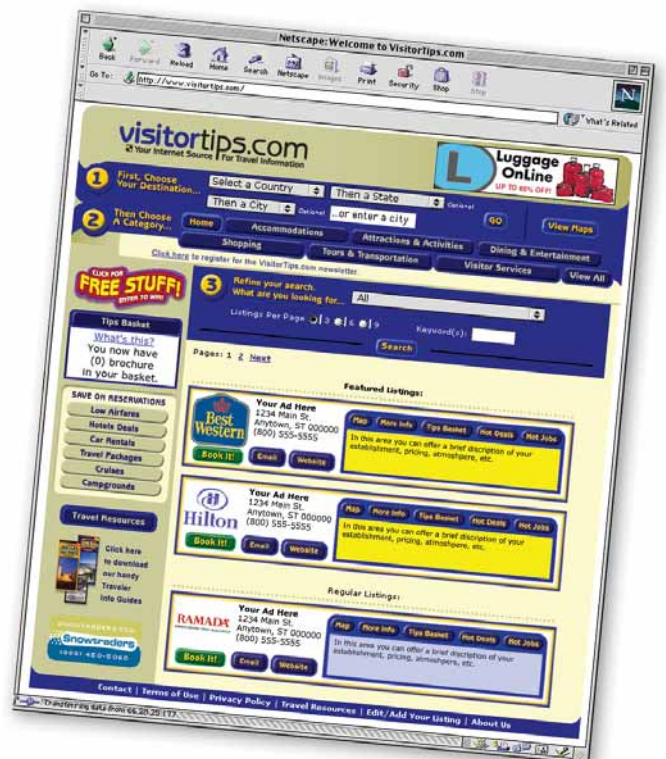 Netscape: Welcome to VisitorTips.com
Back Forward Reload Home Search Netscape Images Print Security Shop Stop
Go To: http://www.visitortips.com/
What's Related
visitortips.com
Your Internet Source For Travel Information
L Luggage Online
UP TO 80% OFF!
1 First, Choose Your Destination...
Select a Country
Then a State
Optional
Then a City
Optional
..or enter a city
GO
View Maps
2 Then Choose A Category...
Home
Accommodations
Attractions & Activities
Dining & Entertainment
Shopping
Tours & Transportation
Visitor Services
View All
Click here to register for the VisitorTips.com newsletter.
CLICK FOR
FREE STUFF!
ENTER TO WIN!
3 Refine your search.
What are you looking for...
All
Listings Per Page 3 6 9
Keyword(s):
Search
Tips Basket
What's this?
You now have
(0) brochure
in your basket.
Pages: 1 2 Next
SAVE ON RESERVATIONS
Low Airfares
Hotels Deals
Car Rentals
Travel Packages
Cruises
Campgrounds
Travel Resources
Click here
to download
our handy
Traveler
Info Guides
Snowtraders
Featured Listings:
Best Western
Your Ad Here
1234 Main St.
Anytown, ST 000000
(800) 555-5555
Book It! Email Website
Map More Info Tips Basket Hot Deals Hot Jobs
In this area you can offer a brief discription of your
establishment, pricing, atmoshpere, etc.
Hilton
Your Ad Here
1234 Main St.
Anytown, ST 000000
(800) 555-5555
Book It! Email Website
Map More Info Tips Basket Hot Deals Hot Jobs
In this area you can offer a brief discription of your
establishment, pricing, atmoshpere, etc.
Regular Listings:
RAMADA
Your Ad Here
1234 Main St.
Anytown, ST 000000
(800) 555-5555
Book It! Email Website
Map More Info Tips Basket Hot Deals Hot Jobs
In this area you can offer a brief discription of your
establishment, pricing, atmoshpere, etc.
Contact | Terms of Use | Privacy Policy | Travel Resources | Edit/Add Your Listing | About Us
Transferring data from